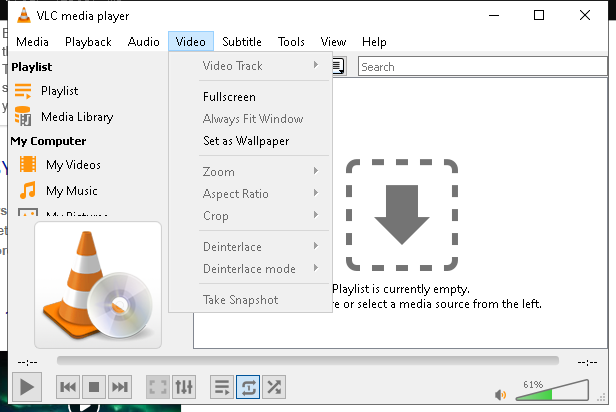 VLC media player
Media Playback Audio Video Subtitle Tools View Help
Playlist
Playlist
Media Library
My Computer
My Videos
My Music
My Pictures
Video Track
Fullscreen
Always Fit Window
Set as Wallpaper
Zoom
Aspect Ratio
Crop
Deinterlace
Deinterlace mode
Take Snapshot
Search
Playlist is currently empty.
re or select a media source from the left.
--:-- --:--
61%